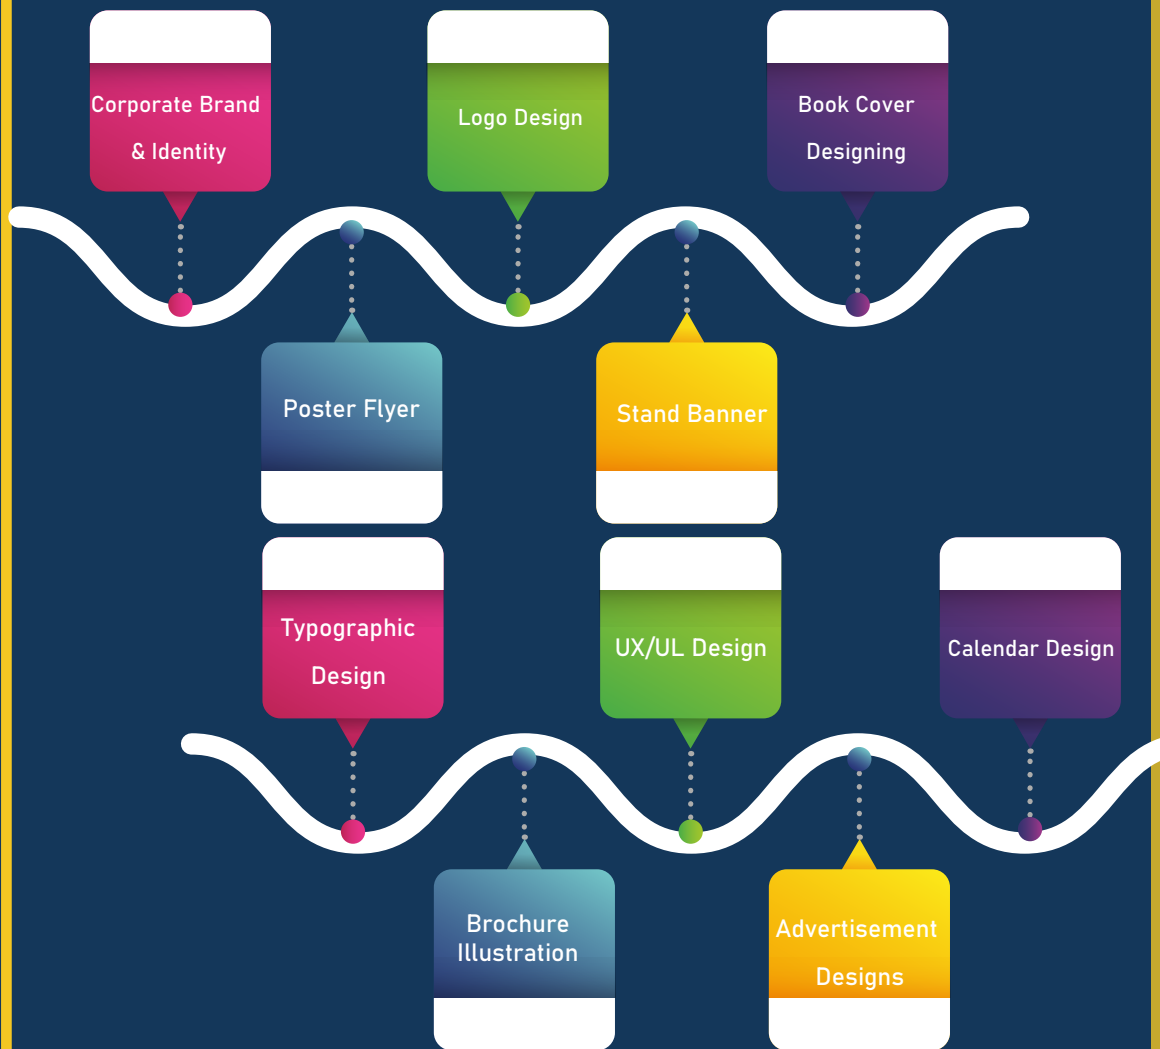 Corporate Brand
& Identity
Logo Design
Book Cover
Designing
Poster Flyer
Stand Banner
Typographic
Design
UX/UL Design
Calendar Design
Brochure
Illustration
Advertisement
Designs